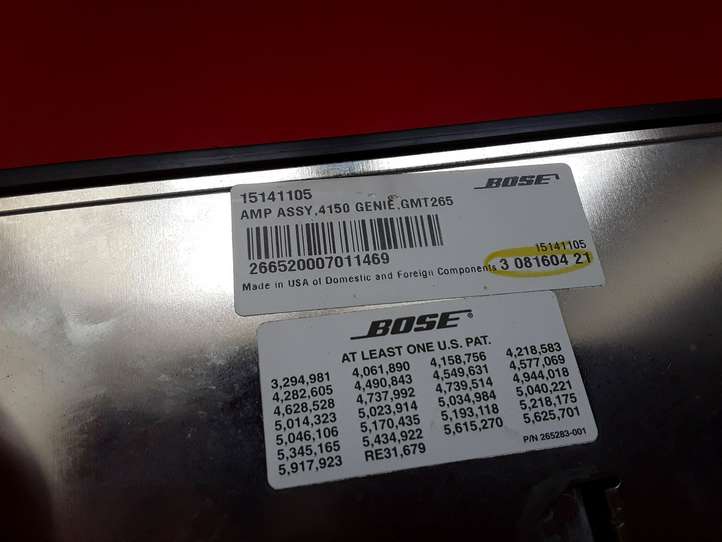 15141105
BOSE
AMP ASSY,4150 GENIE,GMT265
266520007011469
15141105
Made in USA of Domestic and Foreign Components 3 081604 21
BOSE®
AT LEAST ONE U.S. PAT.
3,294,981 4,061,890 4,158,756 4,218,583
4,282,605 4,490,843 4,549,631 4,577,069
4,628,528 4,737,992 4,739,514 4,944,018
5,014,323 5,023,914 5,034,984 5,040,221
5,046,106 5,170,435 5,193,118 5,218,175
5,345,165 5,434,922 5,615,270 5,625,701
5,917,923 RE31,679
P/N 265283-001